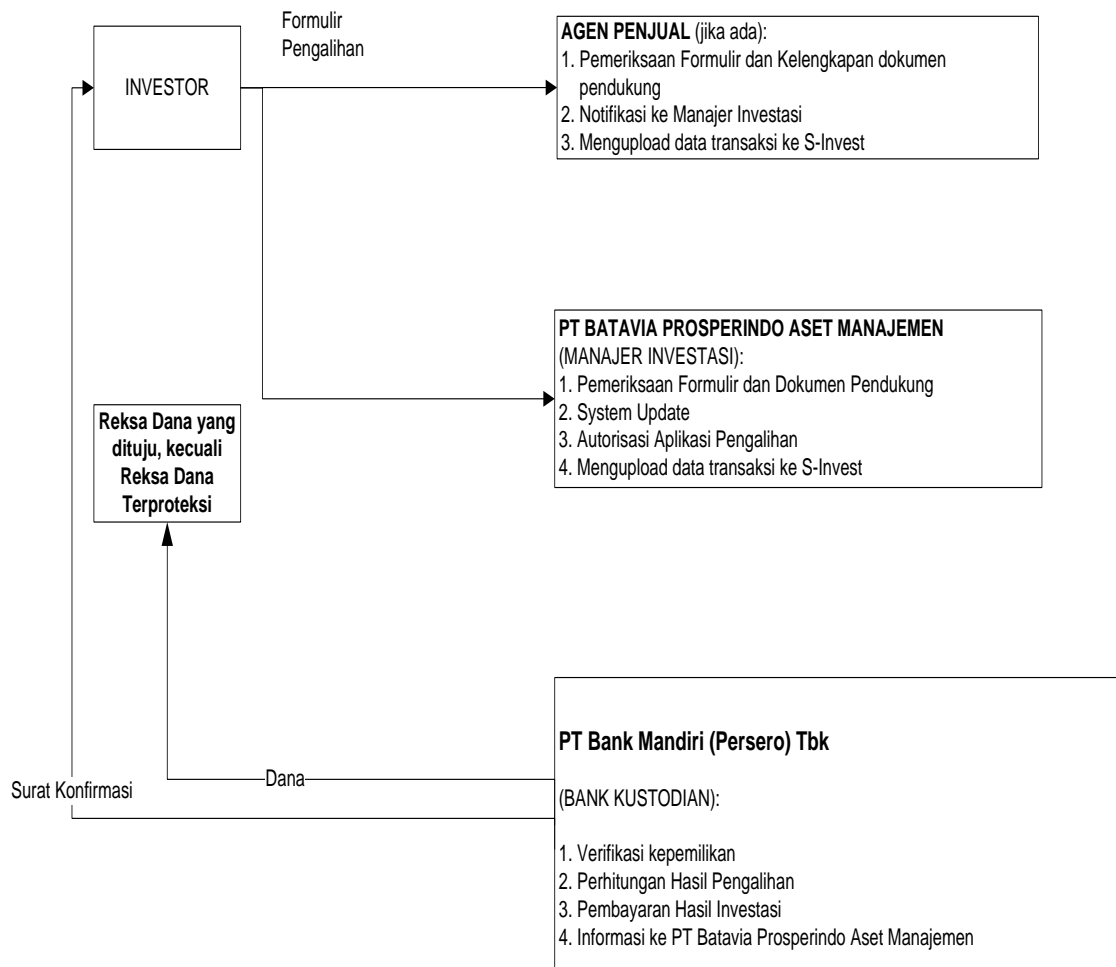 Formulir
Pengalihan
INVESTOR
AGEN PENJUAL (jika ada):
1. Pemeriksaan Formulir dan Kelengkapan dokumen
pendukung
2. Notifikasi ke Manajer Investasi
3. Mengupload data transaksi ke S-Invest
PT BATAVIA PROSPERINDO ASET MANAJEMEN
(MANAJER INVESTASI):
1. Pemeriksaan Formulir dan Dokumen Pendukung
2. System Update
3. Autorisasi Aplikasi Pengalihan
4. Mengupload data transaksi ke S-Invest
Reksa Dana yang
dituju, kecuali
Reksa Dana
Terproteksi
Dana
Surat Konfirmasi
PT Bank Mandiri (Persero) Tbk
(BANK KUSTODIAN):
1. Verifikasi kepemilikan
2. Perhitungan Hasil Pengalihan
3. Pembayaran Hasil Investasi
4. Informasi ke PT Batavia Prosperindo Aset Manajemen